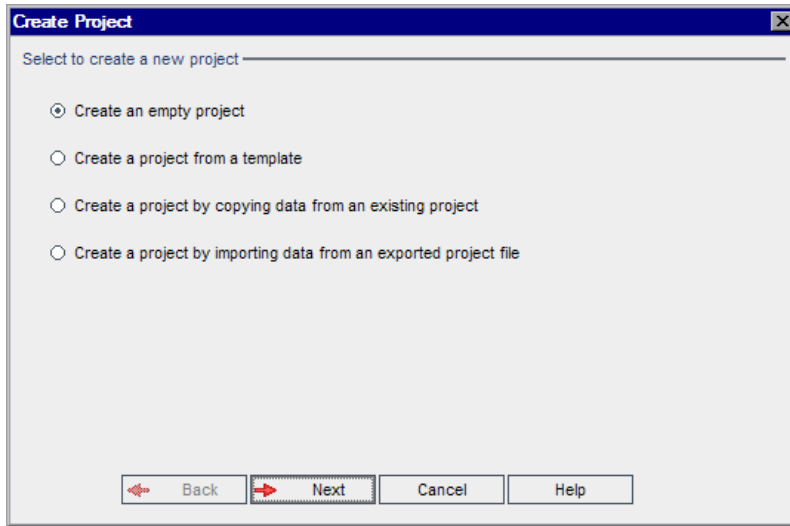 Create Project
Select to create a new project
Create an empty project
Create a project from a template
Create a project by copying data from an existing project
Create a project by importing data from an exported project file
Back Next Cancel Help